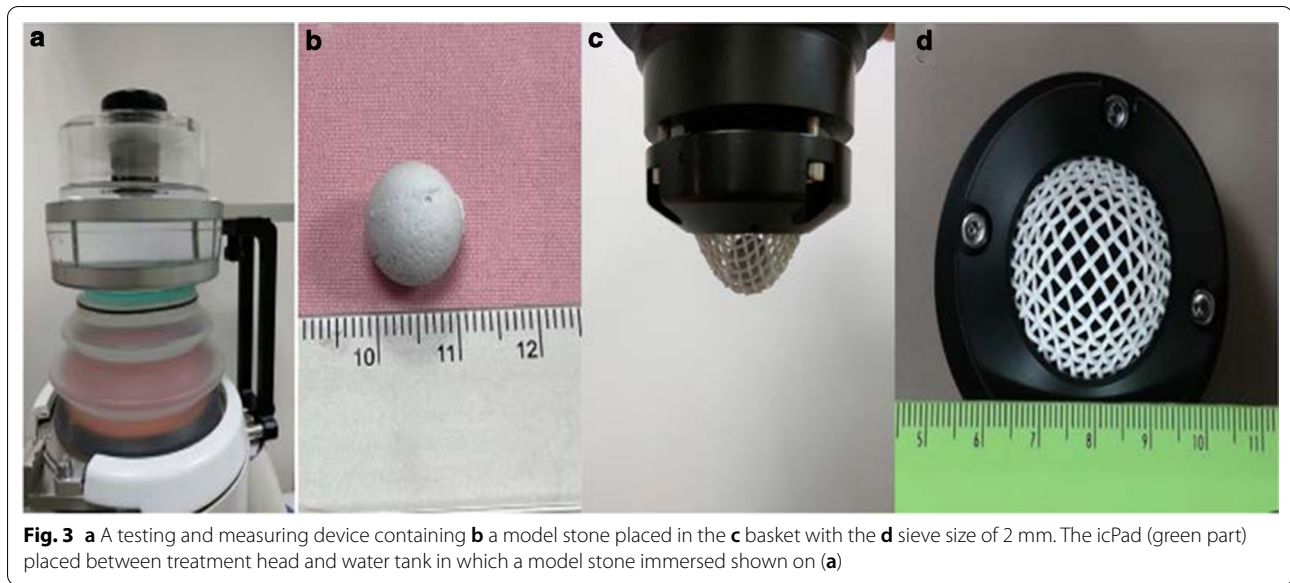 a
b
c
d
10 11 12
5 6 7 8 9 10 11
Fig. 3 a A testing and measuring device containing b a model stone placed in the c basket with the d sieve size of 2 mm. The icPad (green part)
placed between treatment head and water tank in which a model stone immersed shown on (a)